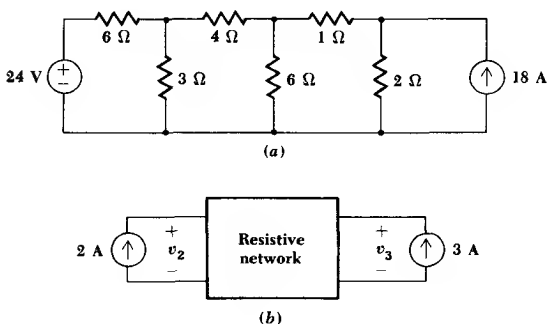 6 Ω 4 Ω 1 Ω
24 V + − 3 Ω 6 Ω 2 Ω ↑ 18 A
(a)
2 A ↑ + v₂ − Resistive network + v₃ − ↑ 3 A
(b)